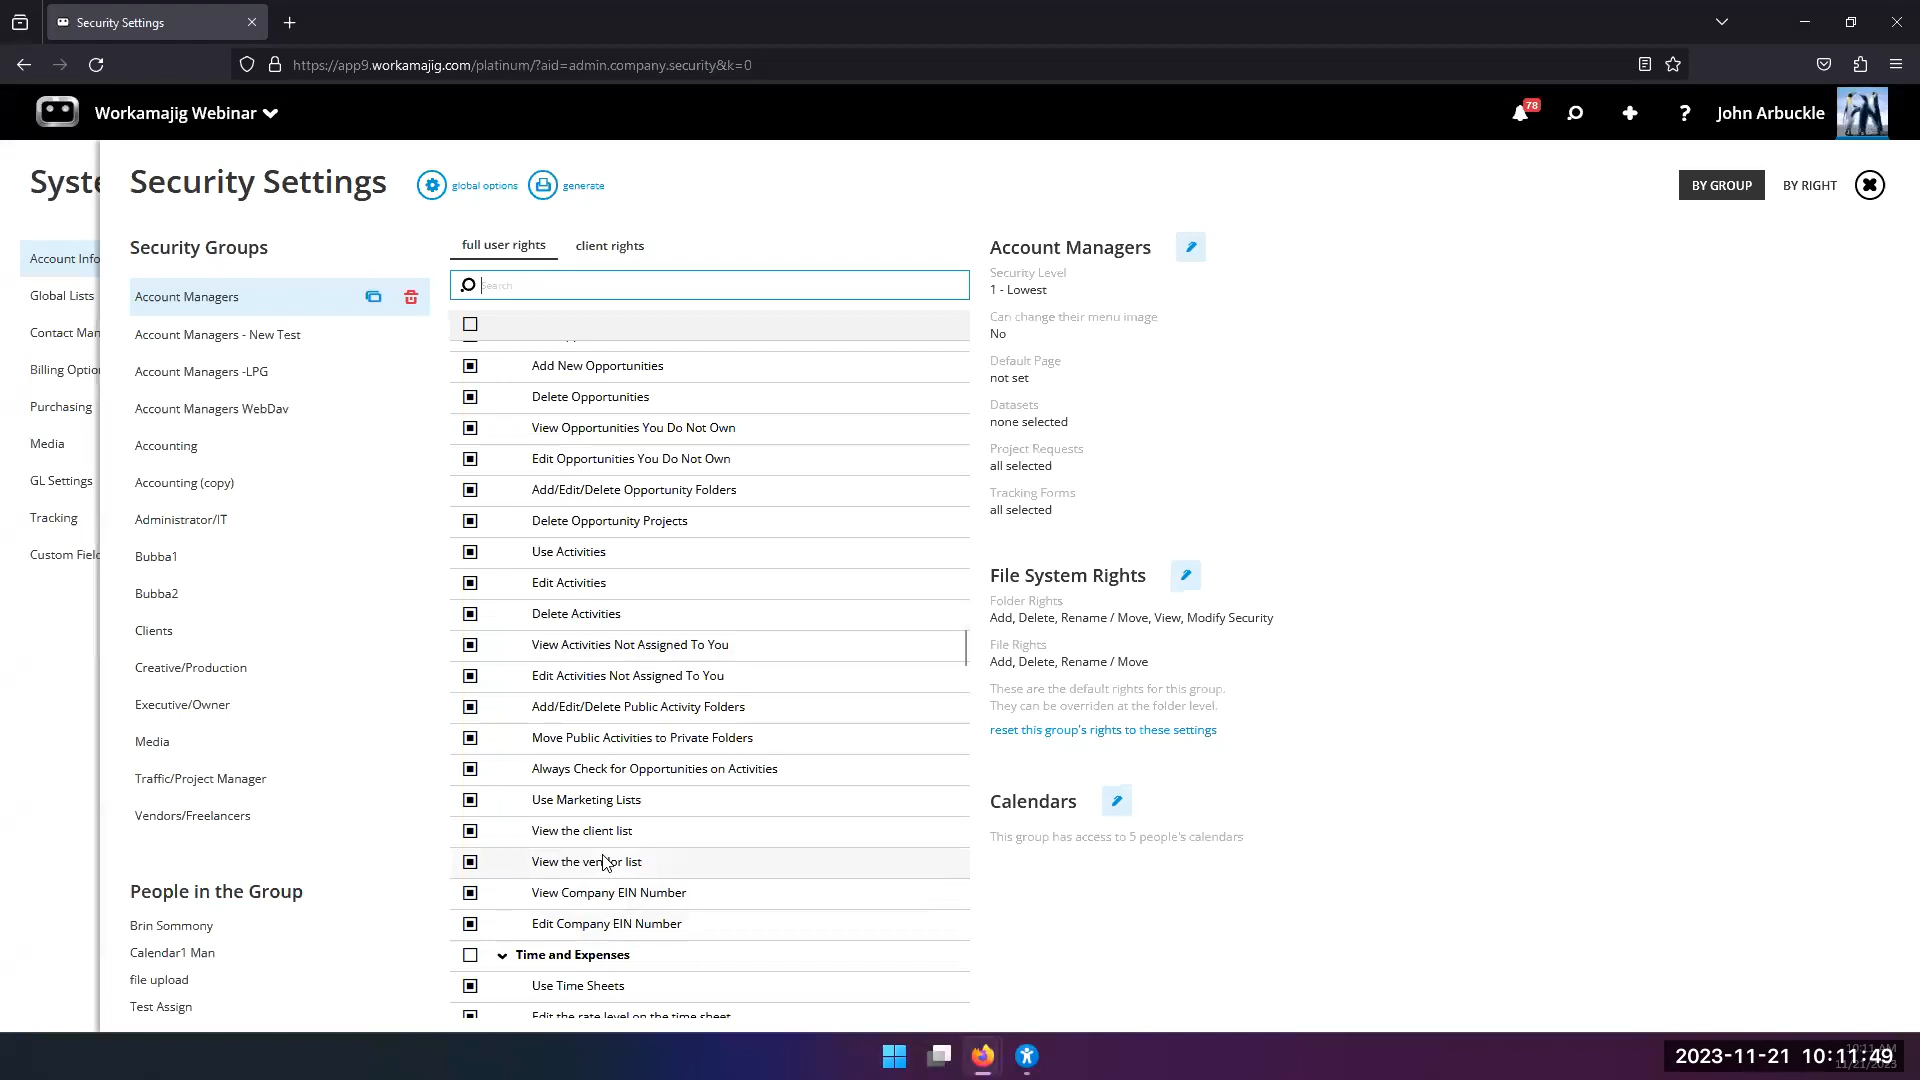 Security Settings
https://app9.workamajig.com/platinum/?aid=admin.company.security&k=0
Workamajig Webinar
78
?
John Arbuckle
Syste
Security Settings
global options
generate
BY GROUP
BY RIGHT
Account Info
Global Lists
Contact Man
Billing Option
Purchasing
Media
GL Settings
Tracking
Custom Field
Security Groups
Account Managers
Account Managers - New Test
Account Managers -LPG
Account Managers WebDav
Accounting
Accounting (copy)
Administrator/IT
Bubba1
Bubba2
Clients
Creative/Production
Executive/Owner
Media
Traffic/Project Manager
Vendors/Freelancers
People in the Group
Brin Sommony
Calendar1 Man
file upload
Test Assign
full user rights
client rights
Search
Add New Opportunities
Delete Opportunities
View Opportunities You Do Not Own
Edit Opportunities You Do Not Own
Add/Edit/Delete Opportunity Folders
Delete Opportunity Projects
Use Activities
Edit Activities
Delete Activities
View Activities Not Assigned To You
Edit Activities Not Assigned To You
Add/Edit/Delete Public Activity Folders
Move Public Activities to Private Folders
Always Check for Opportunities on Activities
Use Marketing Lists
View the client list
View the vendor list
View Company EIN Number
Edit Company EIN Number
Time and Expenses
Use Time Sheets
Edit the rate level on the time sheet
Account Managers
Security Level
1 - Lowest
Can change their menu image
No
Default Page
not set
Datasets
none selected
Project Requests
all selected
Tracking Forms
all selected
File System Rights
Folder Rights
Add, Delete, Rename / Move, View, Modify Security
File Rights
Add, Delete, Rename / Move
These are the default rights for this group.
They can be overriden at the folder level.
reset this group's rights to these settings
Calendars
This group has access to 5 people's calendars
2023-11-21 10:11:49